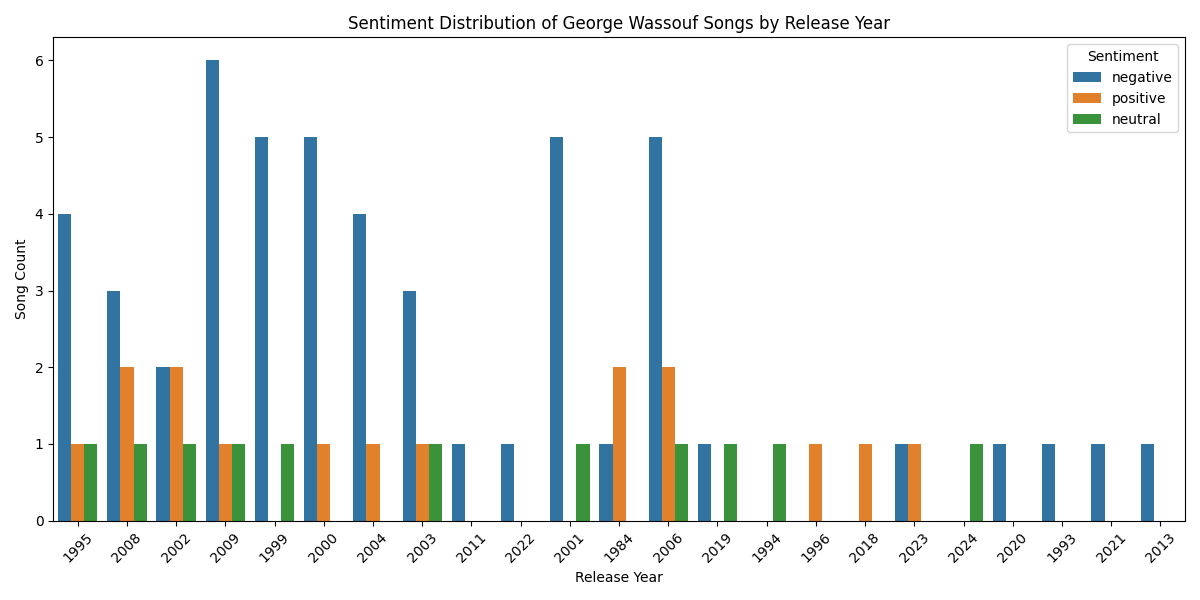 Sentiment Distribution of George Wassouf Songs by Release Year
Sentiment
negative
positive
neutral
Song Count
6
5
4
3
2
1
0
1995 2008 2002 2009 1999 2000 2004 2003 2011 2022 2001 1984 2006 2019 1994 1996 2018 2023 2024 2020 1993 2021 2013
Release Year